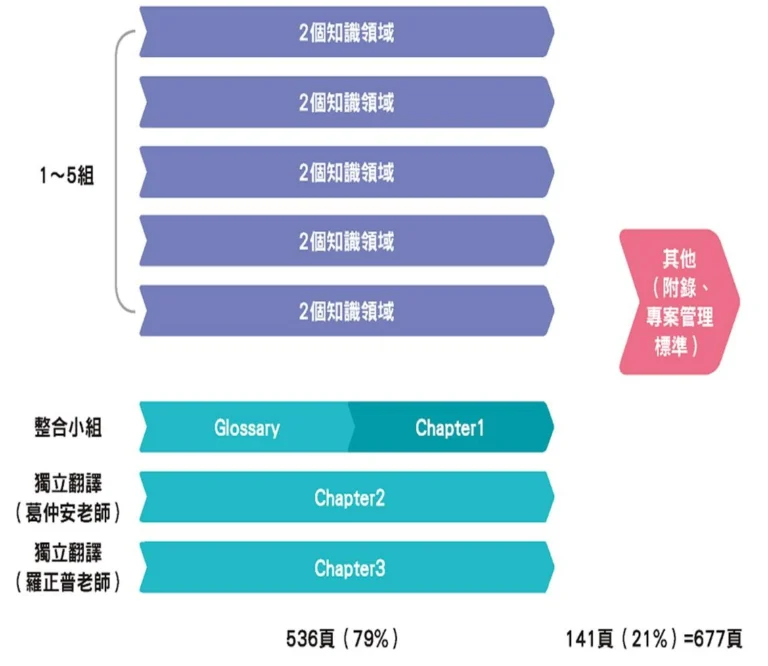 1～5組
2個知識領域
2個知識領域
2個知識領域
2個知識領域
2個知識領域
其他
（附錄、
專案管理
標準）
整合小組
Glossary
Chapter1
獨立翻譯
（葛仲安老師）
Chapter2
獨立翻譯
（羅正普老師）
Chapter3
536頁（79%）
141頁（21%）=677頁